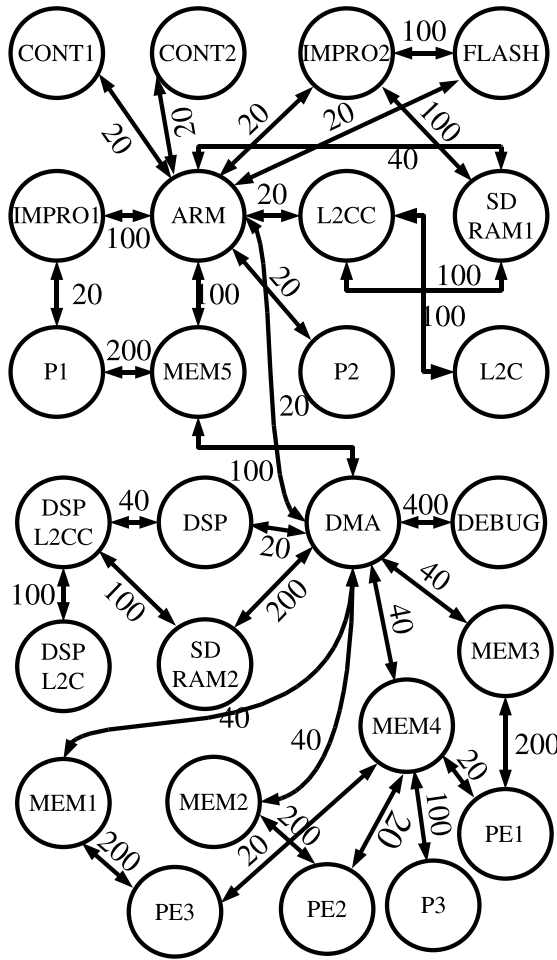 100
CONT1
CONT2
IMPRO2
FLASH
20
20
20
20
100
40
IMPRO1
100
ARM
20
L2CC
SD
RAM1
20
100
20
100
100
P1
200
MEM5
P2
L2C
20
100
DSP
L2CC
40
DSP
20
DMA
400
DEBUG
100
100
200
40
40
DSP
L2C
SD
RAM2
MEM3
40
MEM4
40
200
MEM1
MEM2
20
200
20
200
20
100
PE1
PE3
PE2
P3